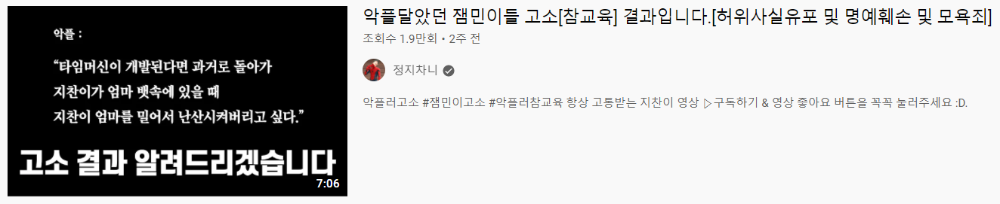 악플 :
“타임머신이 개발된다면 과거로 돌아가
지찬이가 엄마 뱃속에 있을 때
지찬이 엄마를 밀어서 난산시켜버리고 싶다.”
고소 결과 알려드리겠습니다
7:06
악플달았던 잼민이들 고소[참교육] 결과입니다.[허위사실유포 및 명예훼손 및 모욕죄]
조회수 1.9만회 • 2주 전
정지차니
악플러고소 #잼민이고소 #악플러참교육 항상 고통받는 지찬이 영상 ▷구독하기 & 영상 좋아요 버튼을 꼭꼭 눌러주세요 :D.